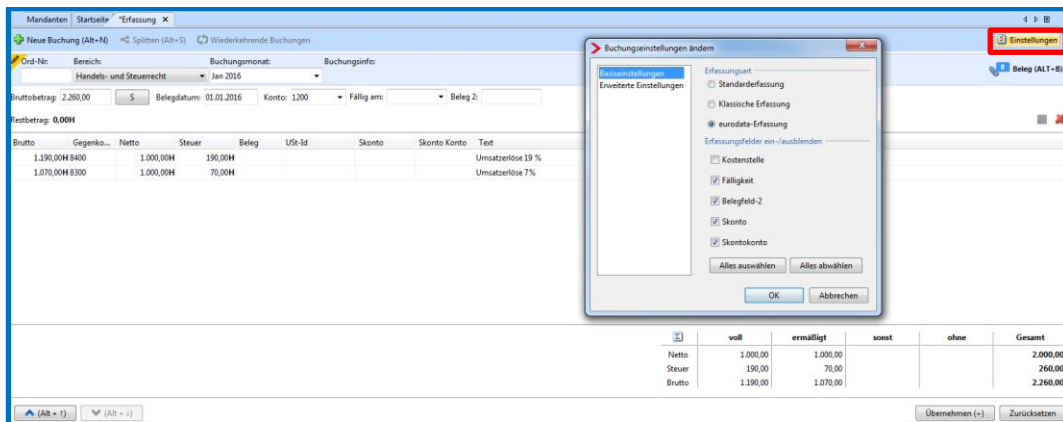 Mandanten Startseite *Erfassung
Neue Buchung (Alt+N) Splitten (Alt+S) Wiederkehrende Buchungen Einstellungen
Ord-Nr: Bereich: Buchungsmonat: Buchungsinfo:
Handels- und Steuerrecht Jan 2016 0 Beleg (ALT+B)
Bruttobetrag: 2.260,00 S Belegdatum: 01.01.2016 Konto: 1200 Fällig am: Beleg 2:
Restbetrag: 0,00H
Brutto Gegenko... Netto Steuer Beleg USt-Id Skonto Skonto Konto Text
1.190,00H 8400 1.000,00H 190,00H Umsatzerlöse 19 %
1.070,00H 8300 1.000,00H 70,00H Umsatzerlöse 7%
Buchungseinstellungen ändern
Basiseinstellungen
Erweiterte Einstellungen
Erfassungsart
Standarderfassung
Klassische Erfassung
eurodata-Erfassung
Erfassungsfelder ein-/ausblenden
Kostenstelle
Fälligkeit
Belegfeld-2
Skonto
Skontokonto
Alles auswählen Alles abwählen
OK Abbrechen
Σ voll ermäßigt sonst ohne Gesamt
Netto 1.000,00 1.000,00 2.000,00
Steuer 190,00 70,00 260,00
Brutto 1.190,00 1.070,00 2.260,00
(Alt + ↑) (Alt + ↓) Übernehmen (+) Zurücksetzen